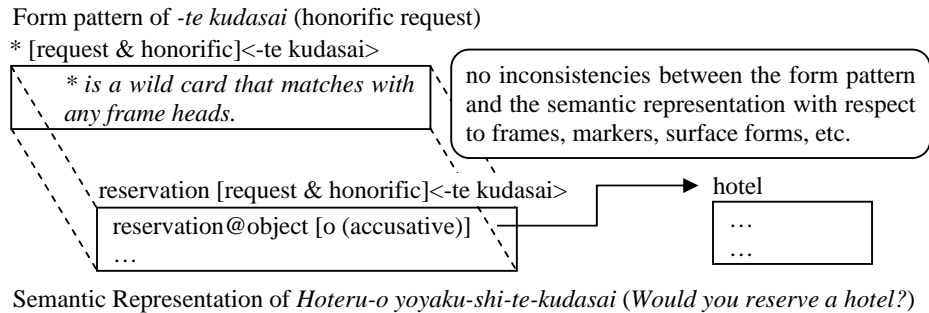 Form pattern of -te kudasai (honorific request)
* [request & honorific]<-te kudasai>
* is a wild card that matches with
any frame heads.
no inconsistencies between the form pattern
and the semantic representation with respect
to frames, markers, surface forms, etc.
reservation [request & honorific]<-te kudasai>
hotel
reservation@object [o (accusative)]
…
…
…
Semantic Representation of Hoteru-o yoyaku-shi-te-kudasai (Would you reserve a hotel?)